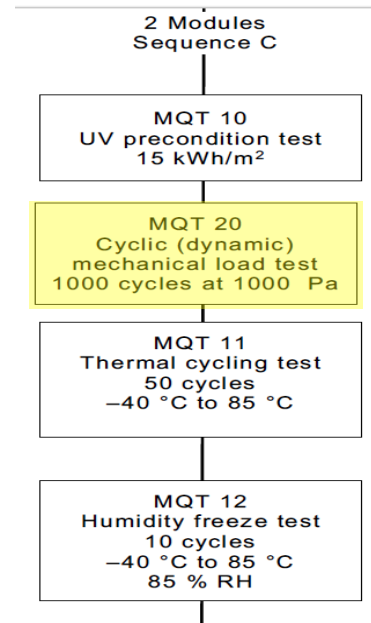 2 Modules
Sequence C
MQT 10
UV precondition test
15 kWh/m²
MQT 20
Cyclic (dynamic)
mechanical load test
1000 cycles at 1000 Pa
MQT 11
Thermal cycling test
50 cycles
–40 °C to 85 °C
MQT 12
Humidity freeze test
10 cycles
–40 °C to 85 °C
85 % RH